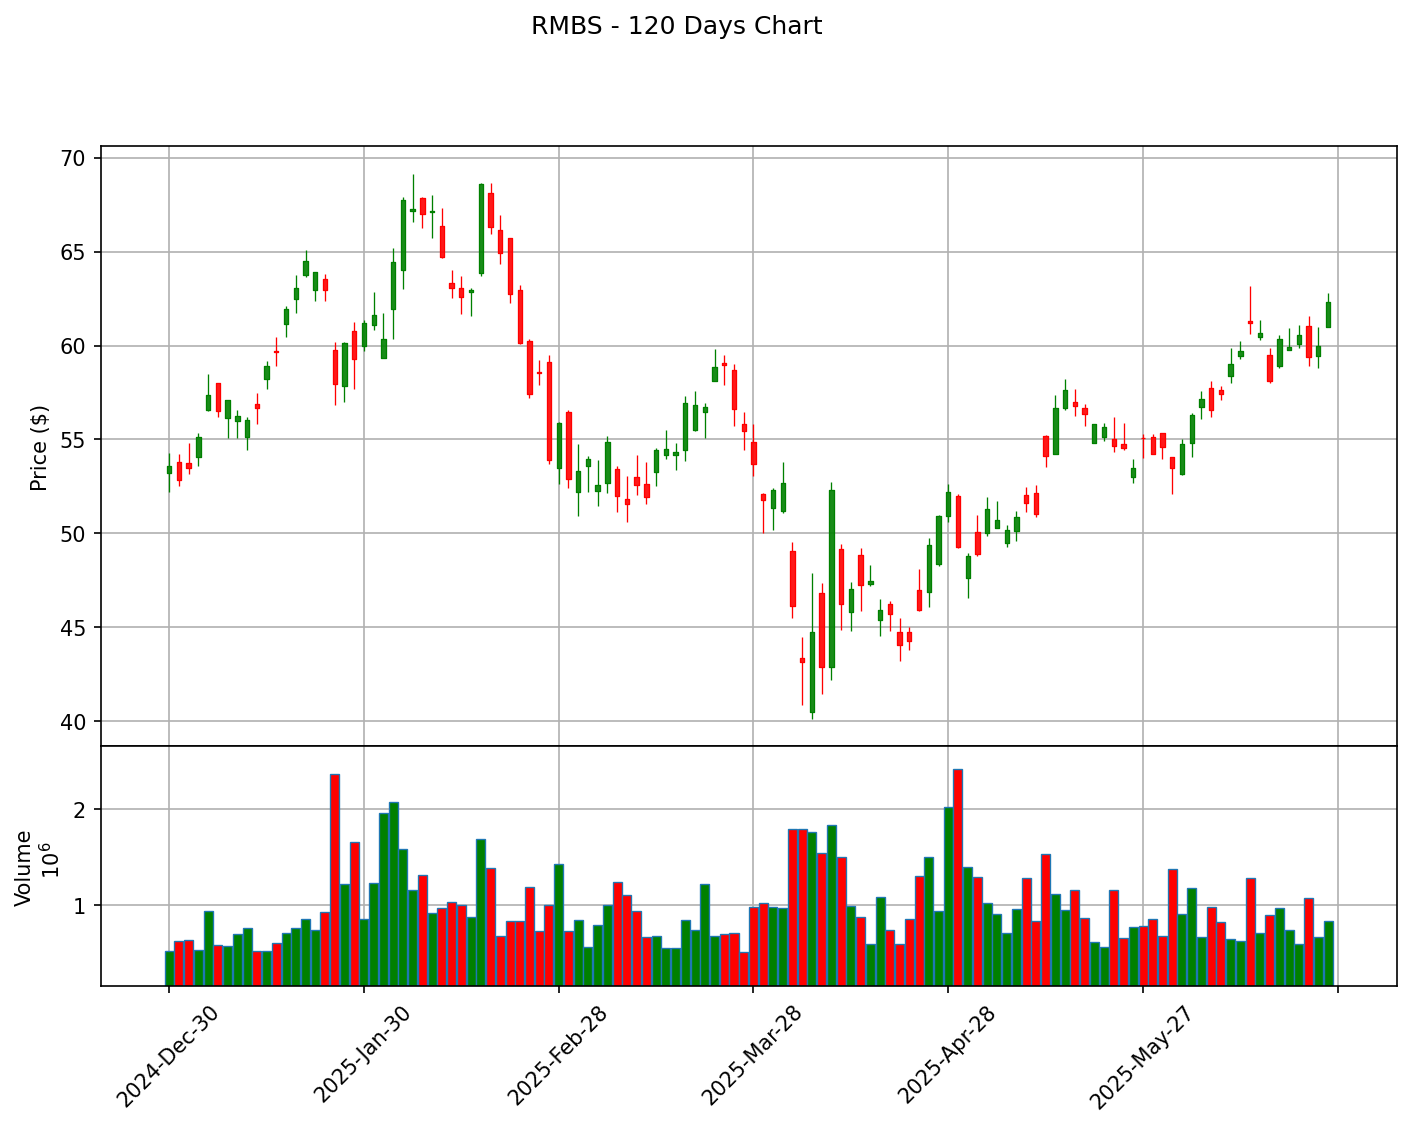 RMBS - 120 Days Chart
70
65
60
55
50
45
40
Price ($)
2
1
Volume
10^6
2024-Dec-30
2025-Jan-30
2025-Feb-28
2025-Mar-28
2025-Apr-28
2025-May-27